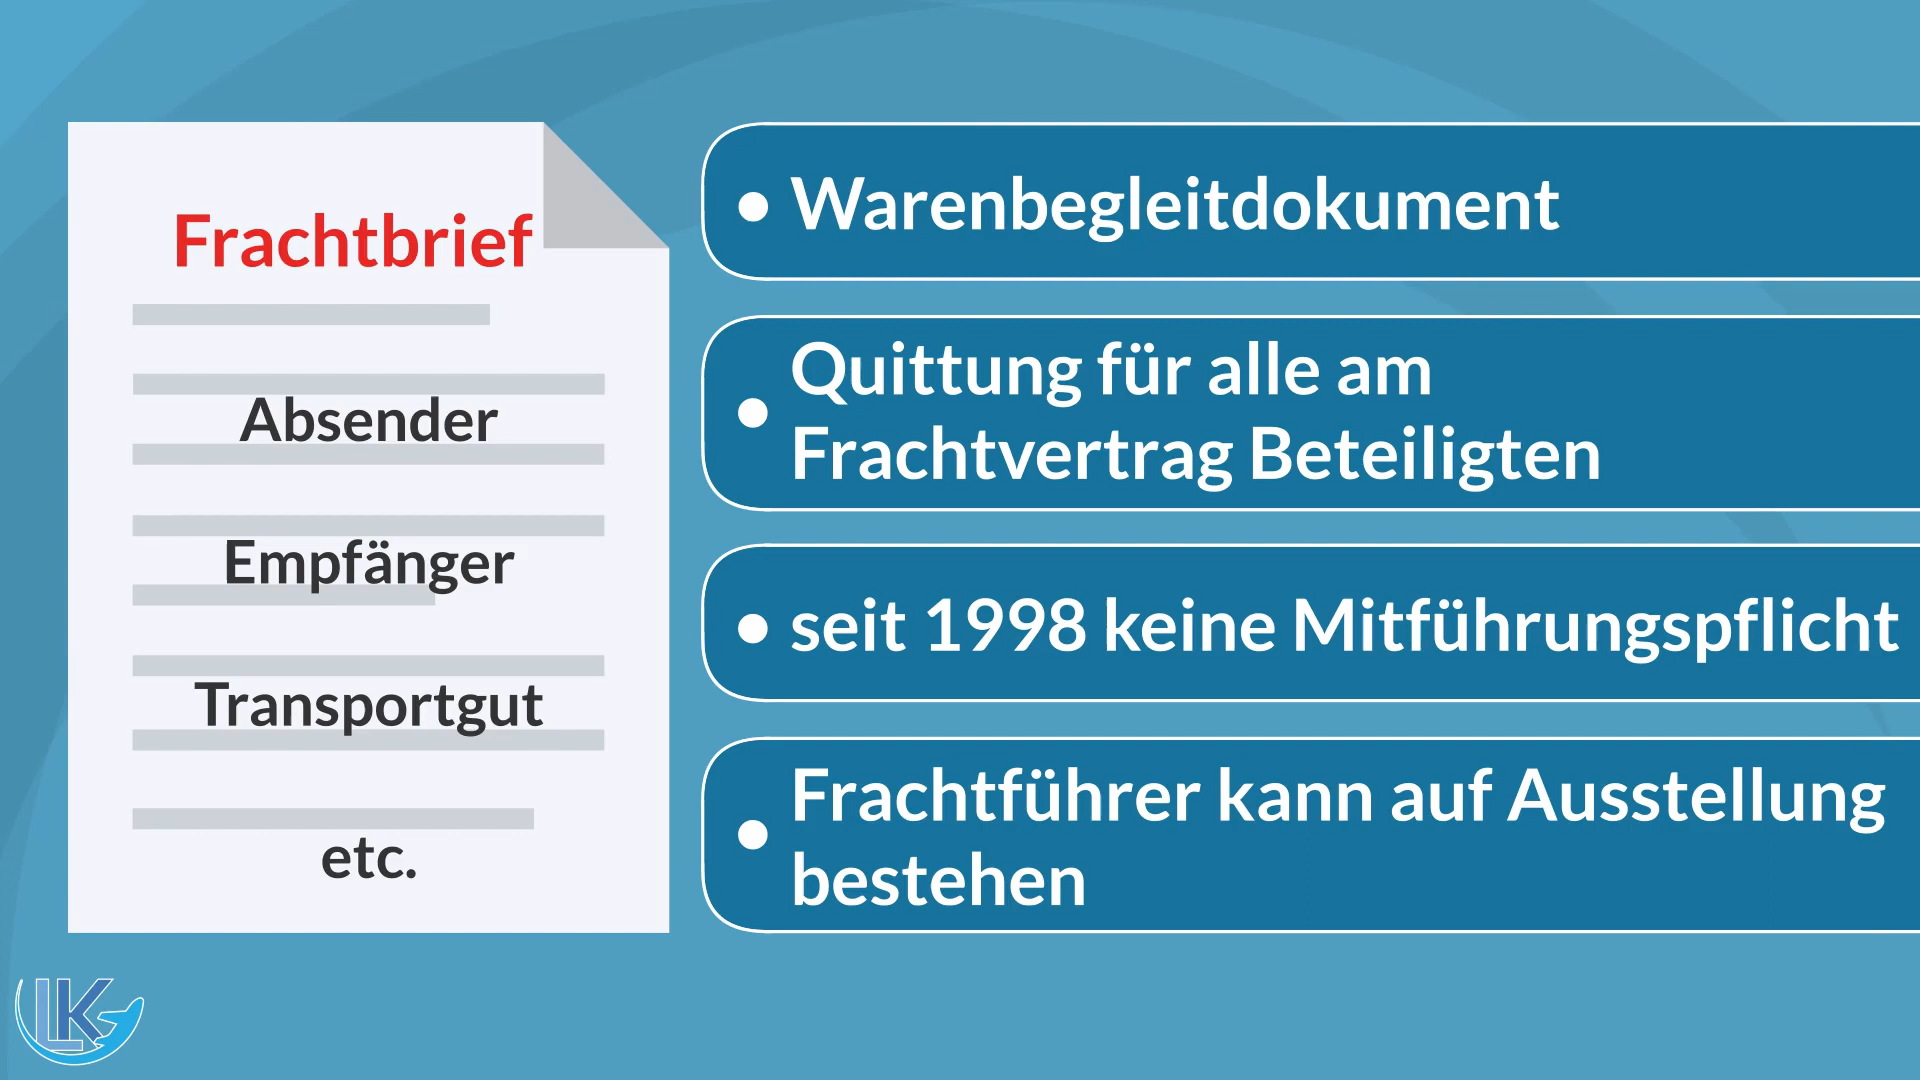 Frachtbrief
Absender
Empfänger
Transportgut
etc.
• Warenbegleitdokument
• Quittung für alle am
Frachtvertrag Beteiligten
• seit 1998 keine Mitführungspflicht
• Frachtführer kann auf Ausstellung
bestehen
LK